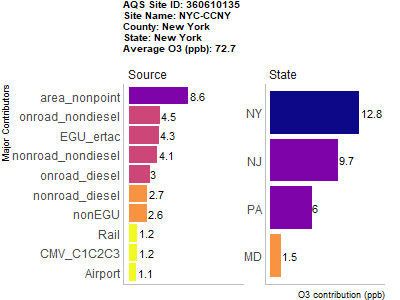 AQS Site ID: 360610135
Site Name: NYC-CCNY
County: New York
State: New York
Average O3 (ppb): 72.7
Major Contributors
Source
area_nonpoint 8.6
onroad_nondiesel 4.5
EGU_ertac 4.3
nonroad_nondiesel 4.1
onroad_diesel 3
nonroad_diesel 2.7
nonEGU 2.6
Rail 1.2
CMV_C1C2C3 1.2
Airport 1.1
State
NY 12.8
NJ 9.7
PA 6
MD 1.5
O3 contribution (ppb)